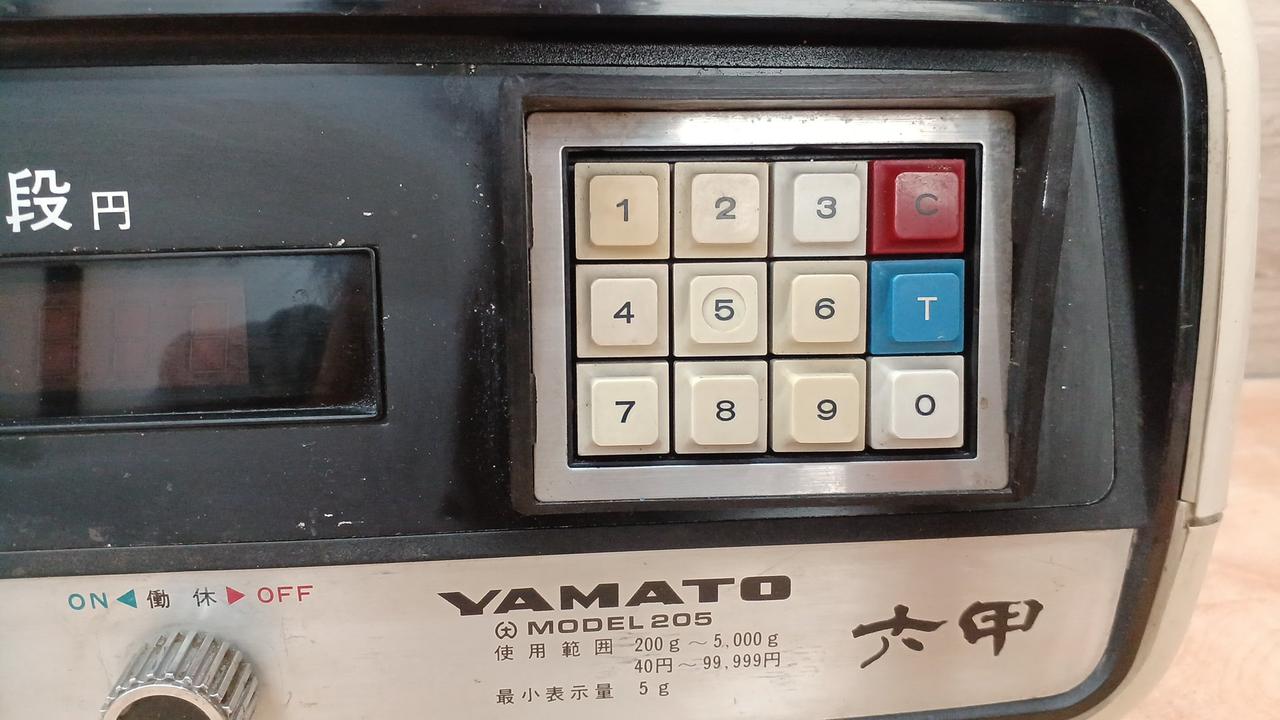 段円
1 2 3 C
4 5 6 T
7 8 9 0
ON ◀ 働 休 ▶ OFF
YAMATO
MODEL 205
使用範囲 200g ～ 5,000g
40円 ～ 99,999円
最小表示量 5g
六甲